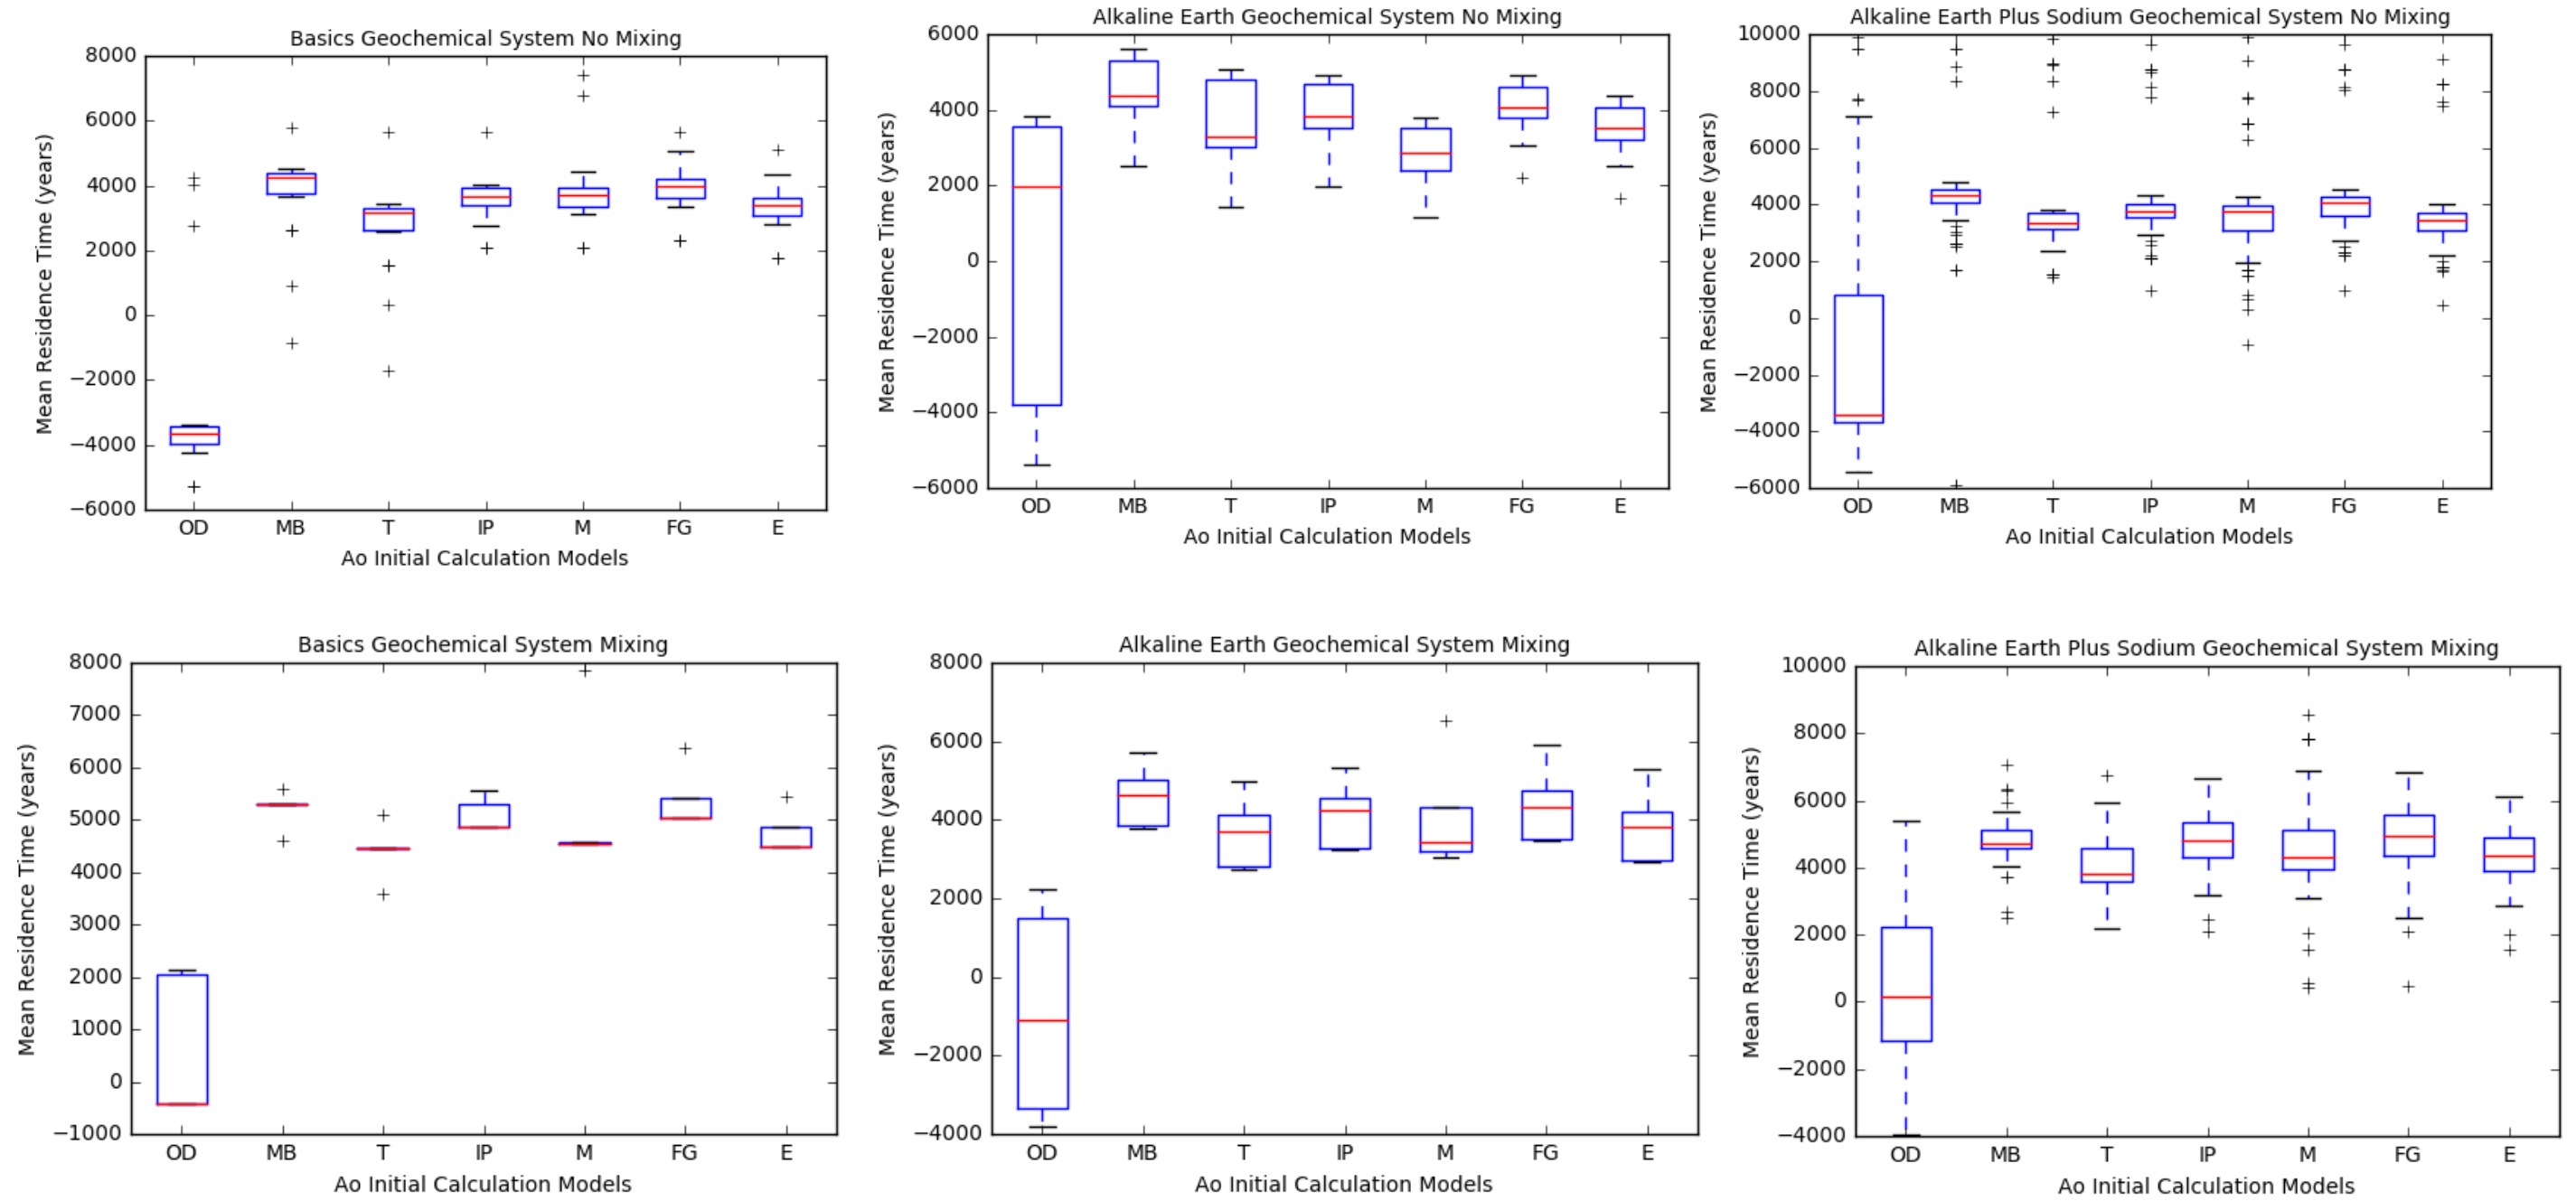 Basics Geochemical System No Mixing
8000
6000
4000
2000
0
−2000
−4000
−6000
Mean Residence Time (years)
OD MB T IP M FG E
Ao Initial Calculation Models
Alkaline Earth Geochemical System No Mixing
6000
4000
2000
0
−2000
−4000
−6000
Mean Residence Time (years)
OD MB T IP M FG E
Ao Initial Calculation Models
Alkaline Earth Plus Sodium Geochemical System No Mixing
10000
8000
6000
4000
2000
0
−2000
−4000
−6000
Mean Residence Time (years)
OD MB T IP M FG E
Ao Initial Calculation Models
Basics Geochemical System Mixing
8000
7000
6000
5000
4000
3000
2000
1000
0
−1000
Mean Residence Time (years)
OD MB T IP M FG E
Ao Initial Calculation Models
Alkaline Earth Geochemical System Mixing
8000
6000
4000
2000
0
−2000
−4000
Mean Residence Time (years)
OD MB T IP M FG E
Ao Initial Calculation Models
Alkaline Earth Plus Sodium Geochemical System Mixing
10000
8000
6000
4000
2000
0
−2000
−4000
Mean Residence Time (years)
OD MB T IP M FG E
Ao Initial Calculation Models